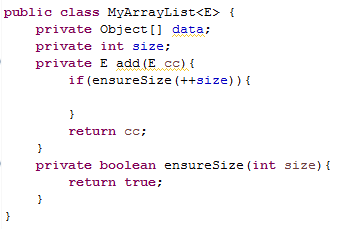 public class MyArrayList<E> {
private Object[] data;
private int size;
private E add(E cc){
if(ensureSize(++size)){
}
return cc;
}
private boolean ensureSize(int size){
return true;
}
}